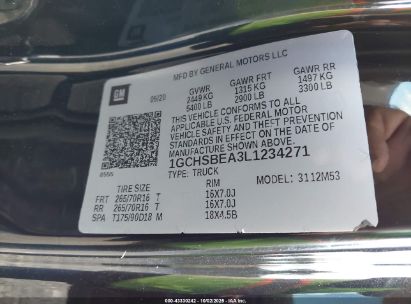 MFD BY GENERAL MOTORS LLC
GM
05/20
GVWR GAWR FRT GAWR RR
2449 KG 1315 KG 1497 KG
5400 LB 2900 LB 3300 LB
THIS VEHICLE CONFORMS TO ALL
APPLICABLE U.S. FEDERAL MOTOR
VEHICLE SAFETY AND THEFT PREVENTION
STANDARDS IN EFFECT ON THE DATE OF
MANUFACTURE SHOWN ABOVE.
1GCHSBEA3L1234271
TYPE: TRUCK MODEL: 3112M53
TIRE SIZE RIM
FRT 265/70R16 T 16X7.0J
RR 265/70R16 T 16X7.0J
SPA T175/90D18 M 18X4.5B